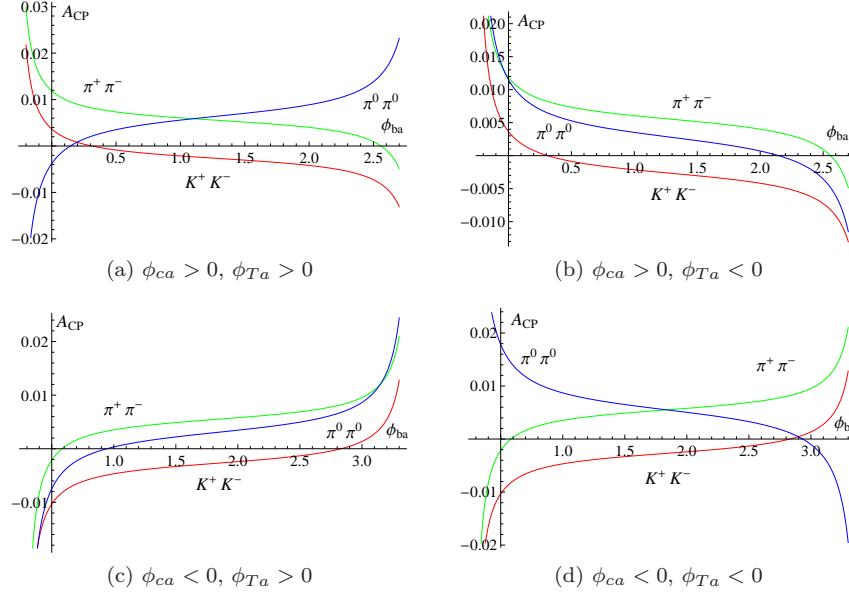 A_CP
0.03
0.02
0.01
−0.01
−0.02
π⁺ π⁻
π⁰ π⁰
ϕ_ba
0.5 1.0 1.5 2.0 2.5
K⁺ K⁻
(a) ϕ_ca > 0, ϕ_Ta > 0
A_CP
0.020
0.015
0.010
0.005
−0.005
−0.010
π⁺ π⁻
π⁰ π⁰
ϕ_ba
0.5 1.0 1.5 2.0 2.5
K⁺ K⁻
(b) ϕ_ca > 0, ϕ_Ta < 0
A_CP
0.02
0.01
−0.01
π⁺ π⁻
π⁰ π⁰
ϕ_ba
1.0 1.5 2.0 2.5 3.0
K⁺ K⁻
(c) ϕ_ca < 0, ϕ_Ta > 0
A_CP
0.02
0.01
−0.01
−0.02
π⁰ π⁰
π⁺ π⁻
ϕ_ba
1.0 1.5 2.0 2.5 3.0
K⁺ K⁻
(d) ϕ_ca < 0, ϕ_Ta < 0